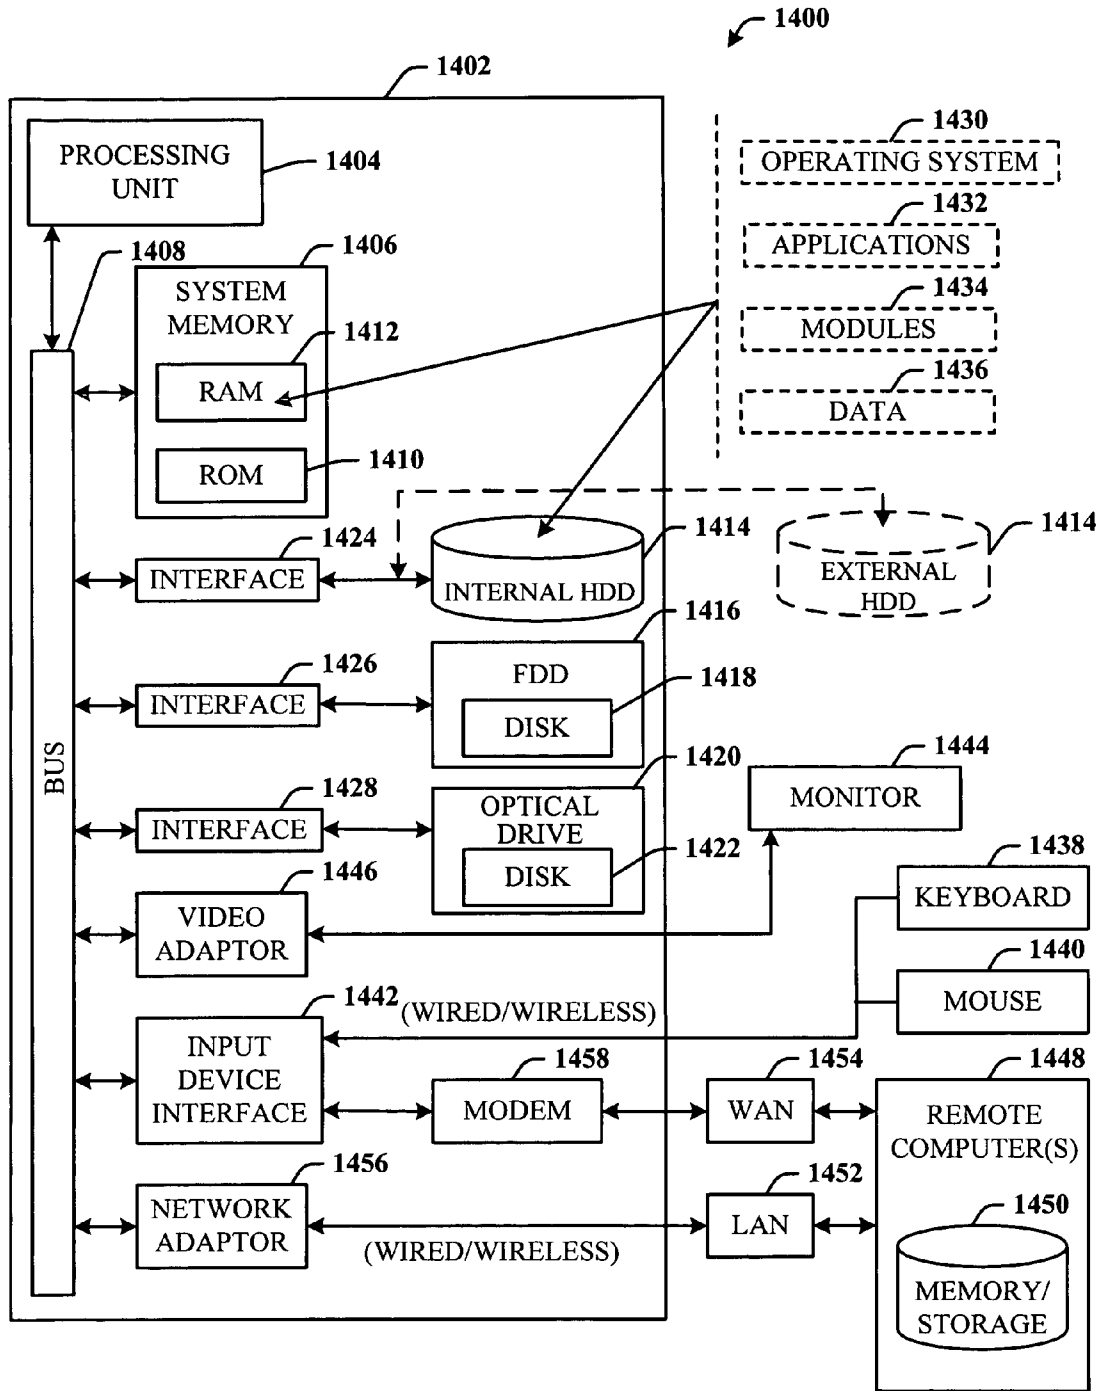 1400
1402
PROCESSING
UNIT
1404
1430
OPERATING SYSTEM
1432
APPLICATIONS
1434
MODULES
1436
DATA
1408
1406
SYSTEM
MEMORY
1412
RAM
1410
ROM
BUS
1424
INTERFACE
1414
INTERNAL HDD
1414
EXTERNAL
HDD
1426
INTERFACE
1416
FDD
1418
DISK
1428
INTERFACE
1420
OPTICAL
DRIVE
1422
DISK
1444
MONITOR
1446
VIDEO
ADAPTOR
1438
KEYBOARD
1440
MOUSE
1442
INPUT
DEVICE
INTERFACE
(WIRED/WIRELESS)
1458
MODEM
1454
WAN
1448
REMOTE
COMPUTER(S)
1456
NETWORK
ADAPTOR
(WIRED/WIRELESS)
1452
LAN
1450
MEMORY/
STORAGE